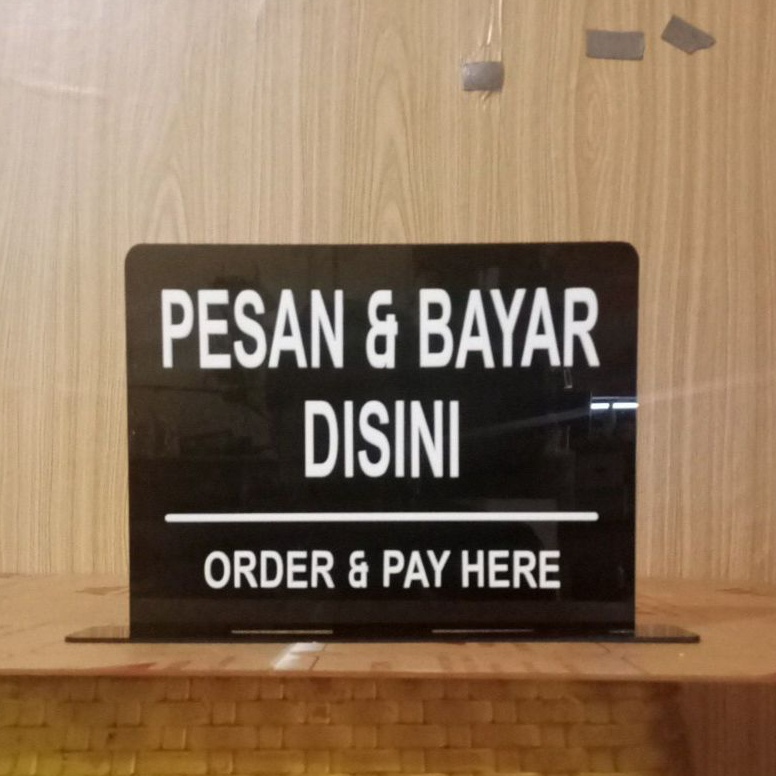 PESAN & BAYAR
DISINI
ORDER & PAY HERE